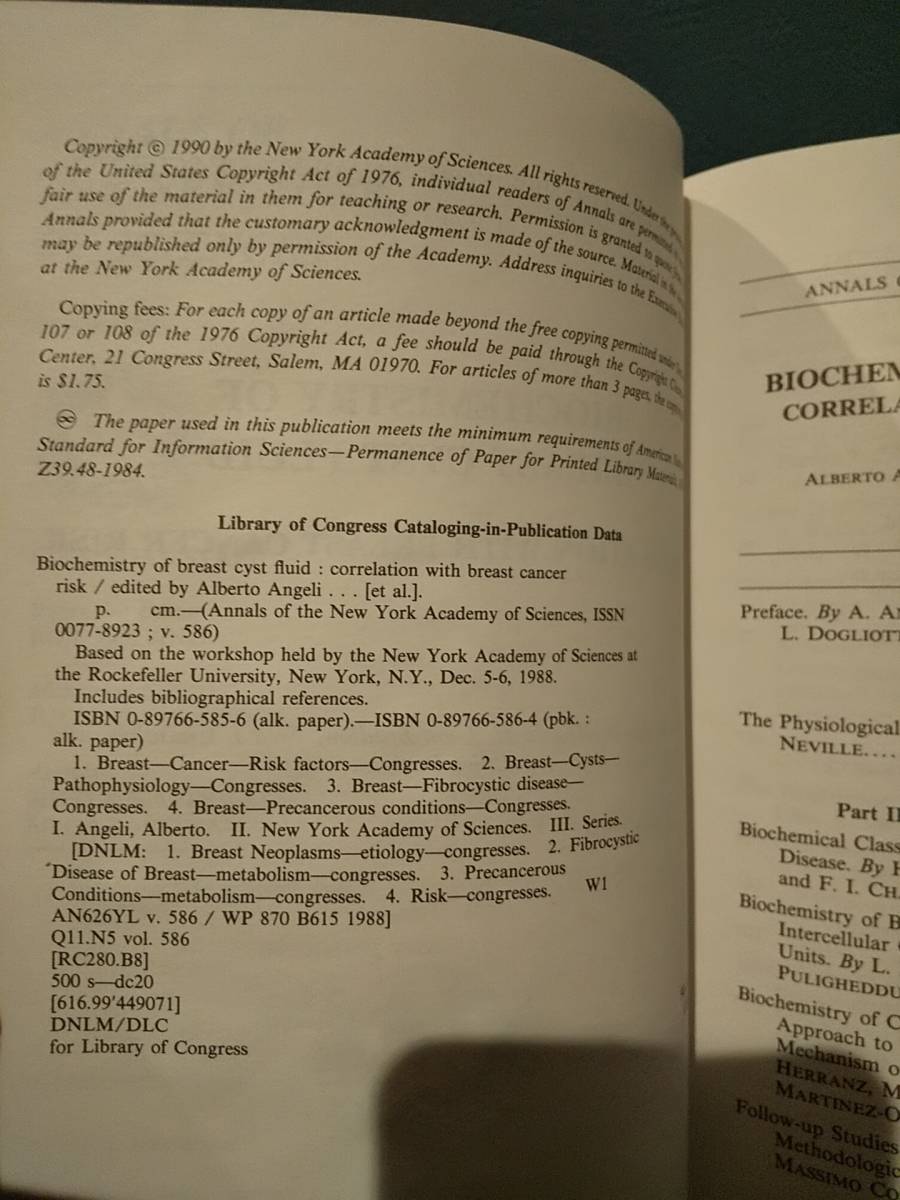 Copyright © 1990 by the New York Academy of Sciences. All rights reserved. Under the
of the United States Copyright Act of 1976, individual readers of Annals are permitted
fair use of the material in them for teaching or research. Permission is granted to quote
Annals provided that the customary acknowledgment is made of the source. Material in the
may be republished only by permission of the Academy. Address inquiries to the Executive
at the New York Academy of Sciences.
Copying fees: For each copy of an article made beyond the free copying permitted under
107 or 108 of the 1976 Copyright Act, a fee should be paid through the Copyright
Center, 21 Congress Street, Salem, MA 01970. For articles of more than 3 pages, the
is $1.75.
♾ The paper used in this publication meets the minimum requirements of American
Standard for Information Sciences—Permanence of Paper for Printed Library Materials,
Z39.48-1984.
Library of Congress Cataloging-in-Publication Data
Biochemistry of breast cyst fluid : correlation with breast cancer
risk / edited by Alberto Angeli . . . [et al.].
p. cm.—(Annals of the New York Academy of Sciences, ISSN
0077-8923 ; v. 586)
Based on the workshop held by the New York Academy of Sciences at
the Rockefeller University, New York, N.Y., Dec. 5-6, 1988.
Includes bibliographical references.
ISBN 0-89766-585-6 (alk. paper).—ISBN 0-89766-586-4 (pbk. :
alk. paper)
1. Breast—Cancer—Risk factors—Congresses. 2. Breast—Cysts—
Pathophysiology—Congresses. 3. Breast—Fibrocystic disease—
Congresses. 4. Breast—Precancerous conditions—Congresses.
I. Angeli, Alberto. II. New York Academy of Sciences. III. Series.
[DNLM: 1. Breast Neoplasms—etiology—congresses. 2. Fibrocystic
Disease of Breast—metabolism—congresses. 3. Precancerous
Conditions—metabolism—congresses. 4. Risk—congresses. W1
AN626YL v. 586 / WP 870 B615 1988]
Q11.N5 vol. 586
[RC280.B8]
500 s—dc20
[616.99'449071]
DNLM/DLC
for Library of Congress
ANNALS
BIOCHEM
CORRELA
ALBERTO A
Preface. By A. AN
L. DOGLIOTT
The Physiological
NEVILLE....
Part II
Biochemical Class
Disease. By
and F. I. CH
Biochemistry of B
Intercellular
Units. By L.
PULIGHEDDU
Biochemistry of C
Approach to
Mechanism o
HERRANZ, M
MARTINEZ-O
Follow-up Studies
Methodologic
MASSIMO CO